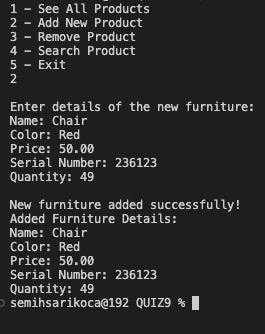 1 – See All Products
2 – Add New Product
3 – Remove Product
4 – Search Product
5 – Exit
2
Enter details of the new furniture:
Name: Chair
Color: Red
Price: 50.00
Serial Number: 236123
Quantity: 49
New furniture added successfully!
Added Furniture Details:
Name: Chair
Color: Red
Price: 50.00
Serial Number: 236123
Quantity: 49
semihsarikoca@192 QUIZ9 %